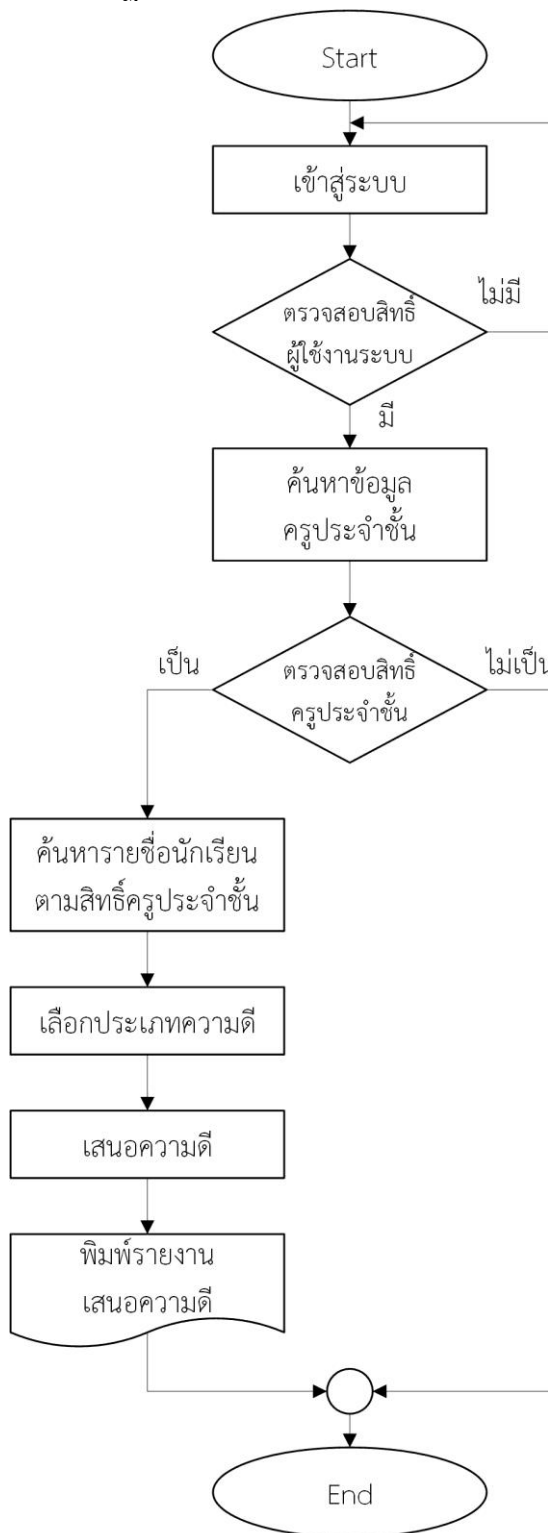 Start
เข้าสู่ระบบ
ตรวจสอบสิทธิ์
ผู้ใช้งานระบบ
ไม่มี
มี
ค้นหาข้อมูล
ครูประจำชั้น
เป็น
ตรวจสอบสิทธิ์
ครูประจำชั้น
ไม่เป็น
ค้นหารายชื่อนักเรียน
ตามสิทธิ์ครูประจำชั้น
เลือกประเภทความดี
เสนอความดี
พิมพ์รายงาน
เสนอความดี
End